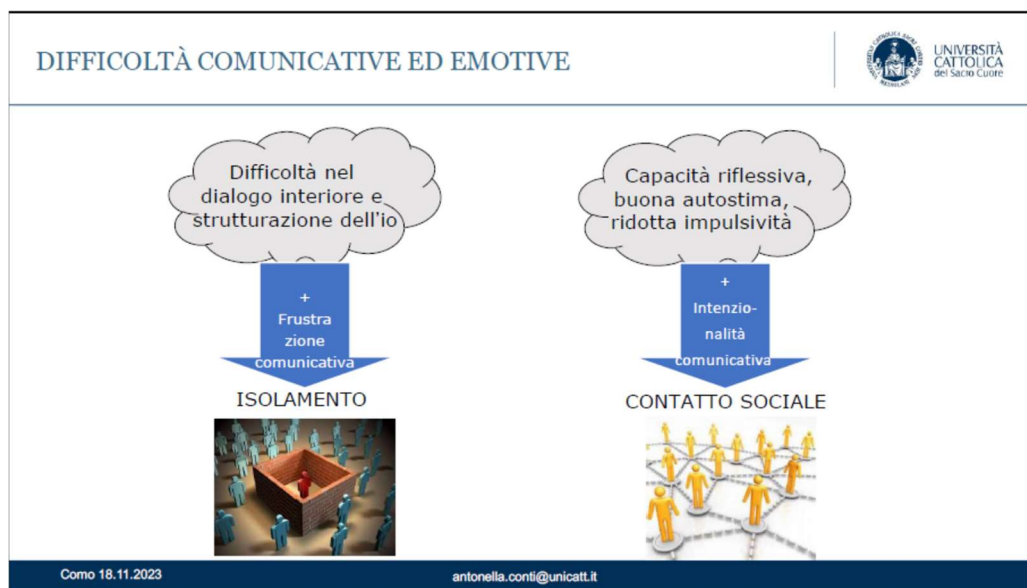 DIFFICOLTÀ COMUNICATIVE ED EMOTIVE
UNIVERSITÀ
CATTOLICA
del Sacro Cuore
Difficoltà nel
dialogo interiore e
strutturazione dell'io
+
Frustra
zione
comunicativa
ISOLAMENTO
Capacità riflessiva,
buona autostima,
ridotta impulsività
+
Intenzio-
nalità
comunicativa
CONTATTO SOCIALE
Como 18.11.2023
antonella.conti@unicatt.it